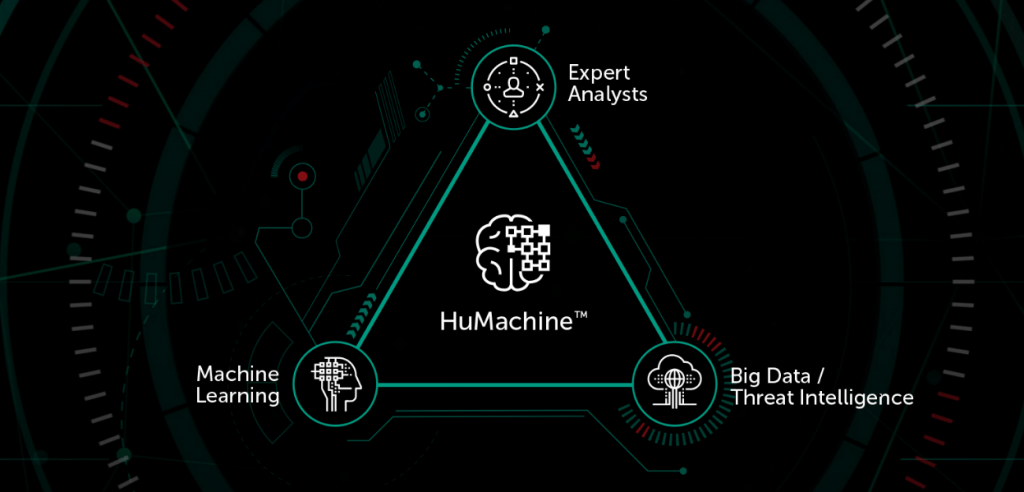 Expert
Analysts
HuMachine™
Machine
Learning
Big Data /
Threat Intelligence